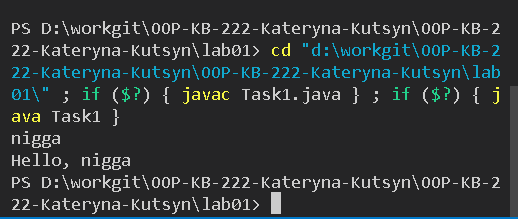 PS D:\workgit\OOP-KB-222-Kateryna-Kutsyn\OOP-KB-2
22-Kateryna-Kutsyn\lab01> cd "d:\workgit\OOP-KB-2
22-Kateryna-Kutsyn\OOP-KB-222-Kateryna-Kutsyn\lab
01\" ; if ($?) { javac Task1.java } ; if ($?) { j
ava Task1 }
nigga
Hello, nigga
PS D:\workgit\OOP-KB-222-Kateryna-Kutsyn\OOP-KB-2
22-Kateryna-Kutsyn\lab01>